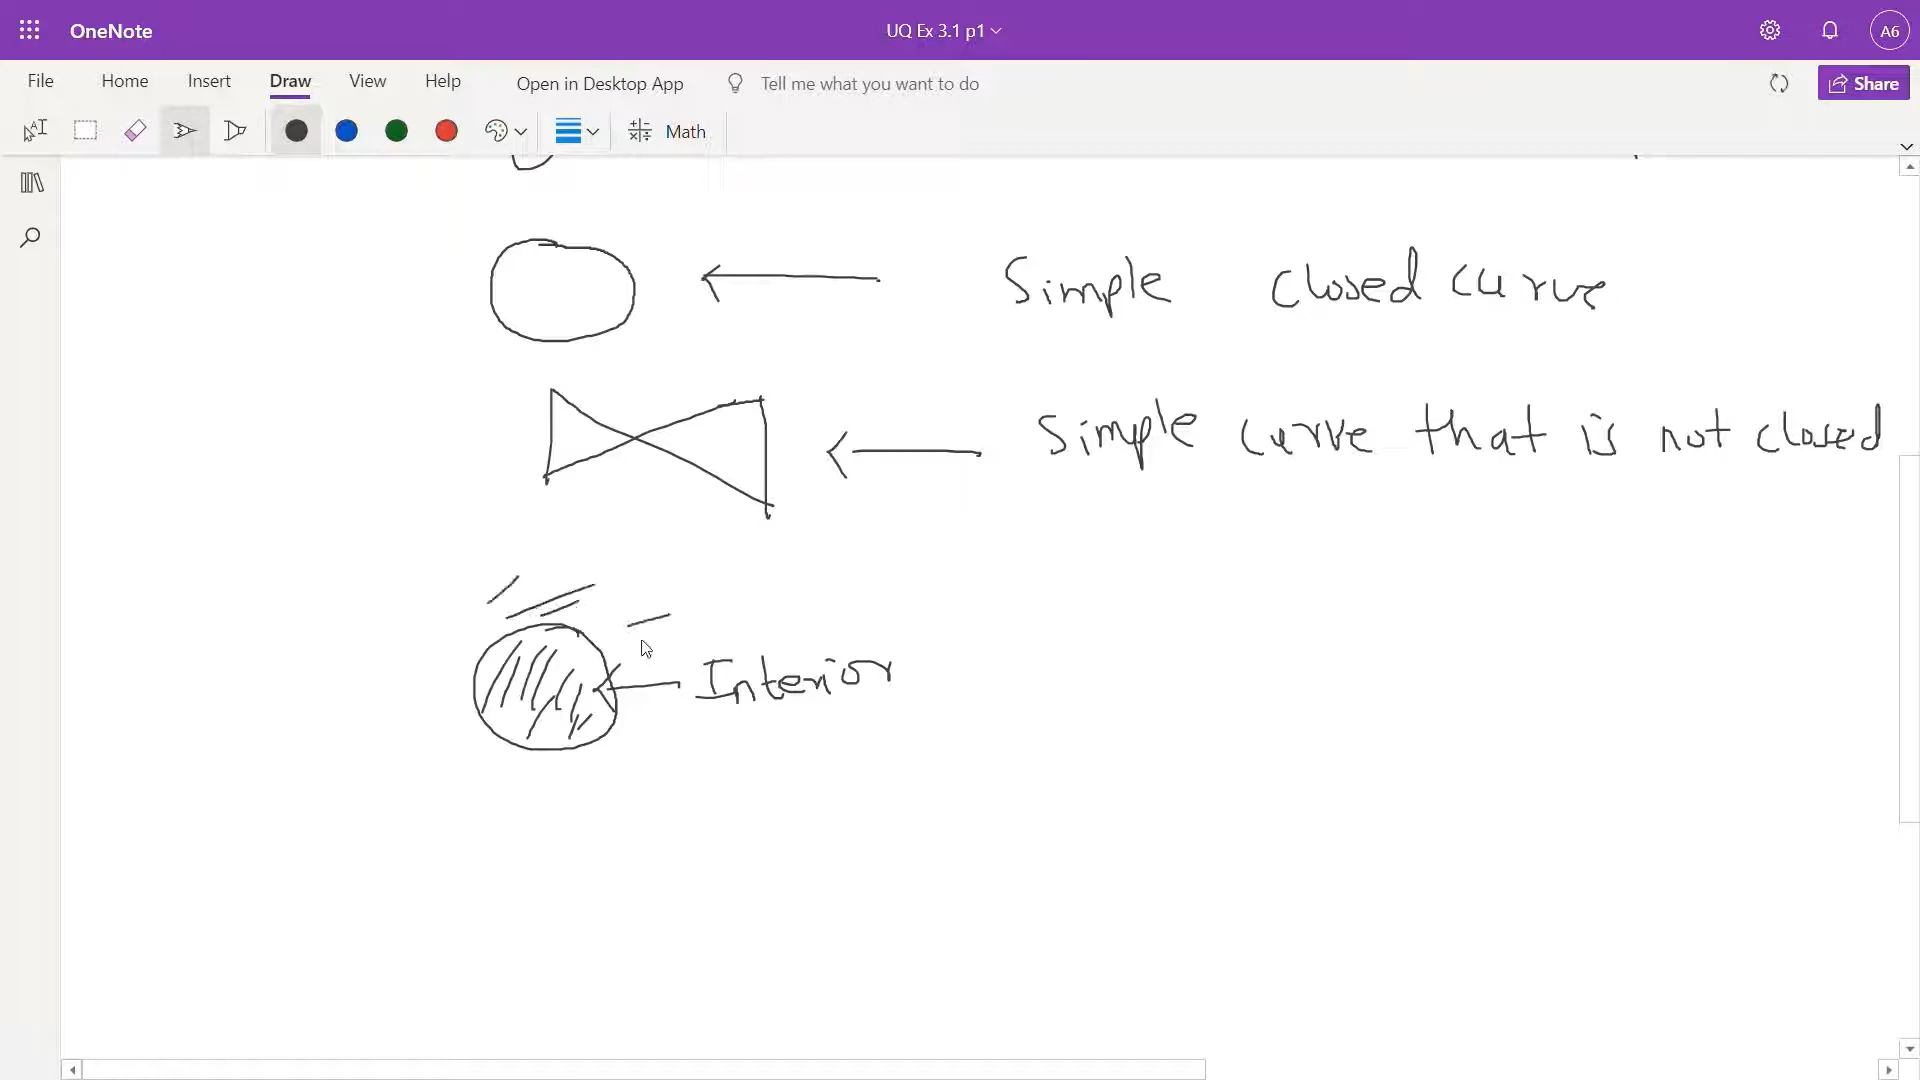 OneNote
UQ Ex 3.1 p1
A6
File Home Insert Draw View Help Open in Desktop App Tell me what you want to do
Share
Math
Simple closed curve
Simple curve that is not closed
Interior